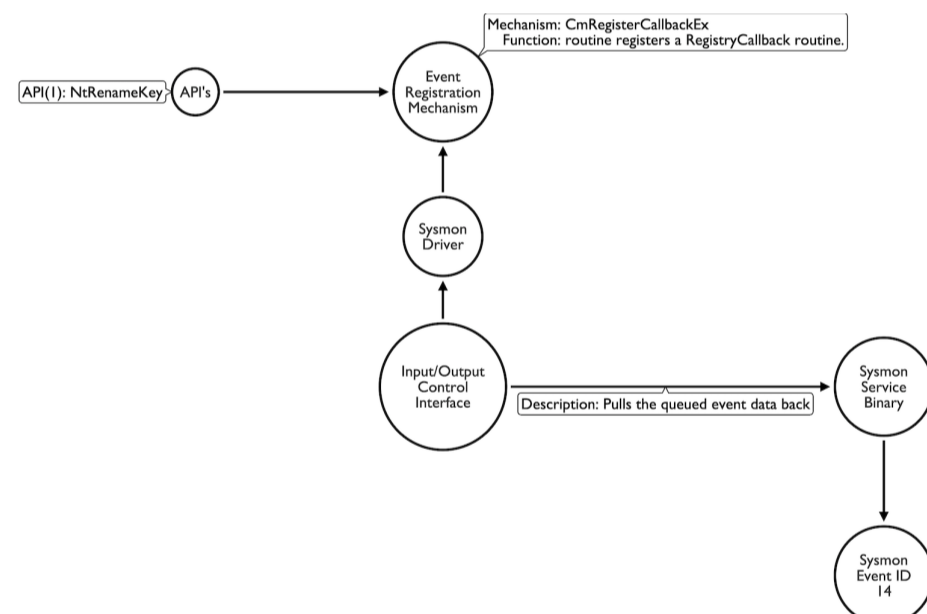 Mechanism: CmRegisterCallbackEx
Function: routine registers a RegistryCallback routine.
API(1): NtRenameKey
API's
Event
Registration
Mechanism
Sysmon
Driver
Input/Output
Control
Interface
Description: Pulls the queued event data back
Sysmon
Service
Binary
Sysmon
Event ID
14